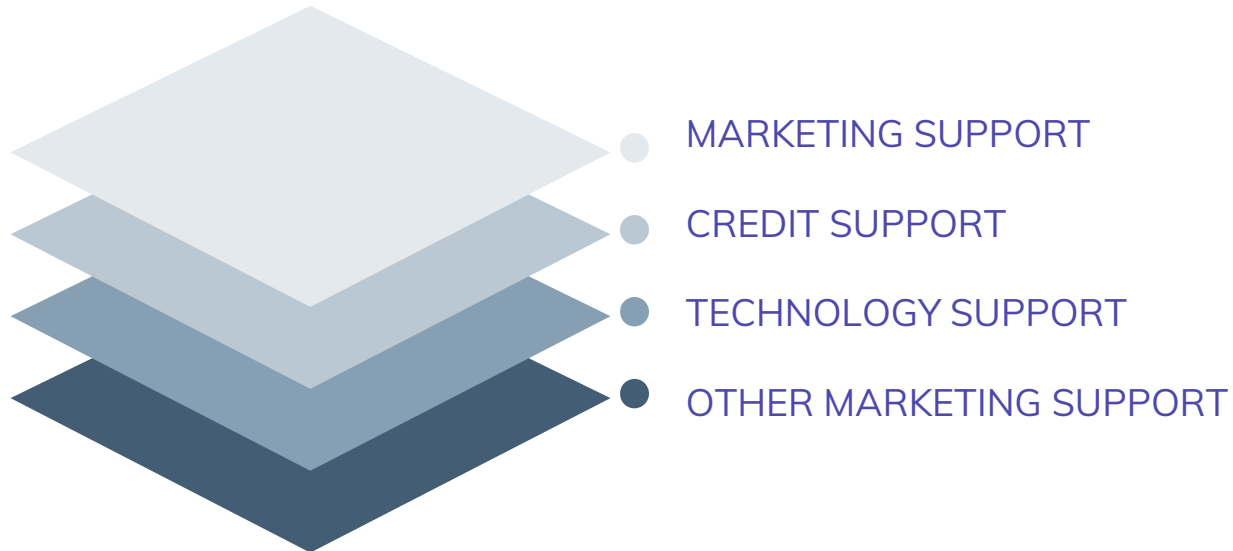 MARKETING SUPPORT
CREDIT SUPPORT
TECHNOLOGY SUPPORT
OTHER MARKETING SUPPORT